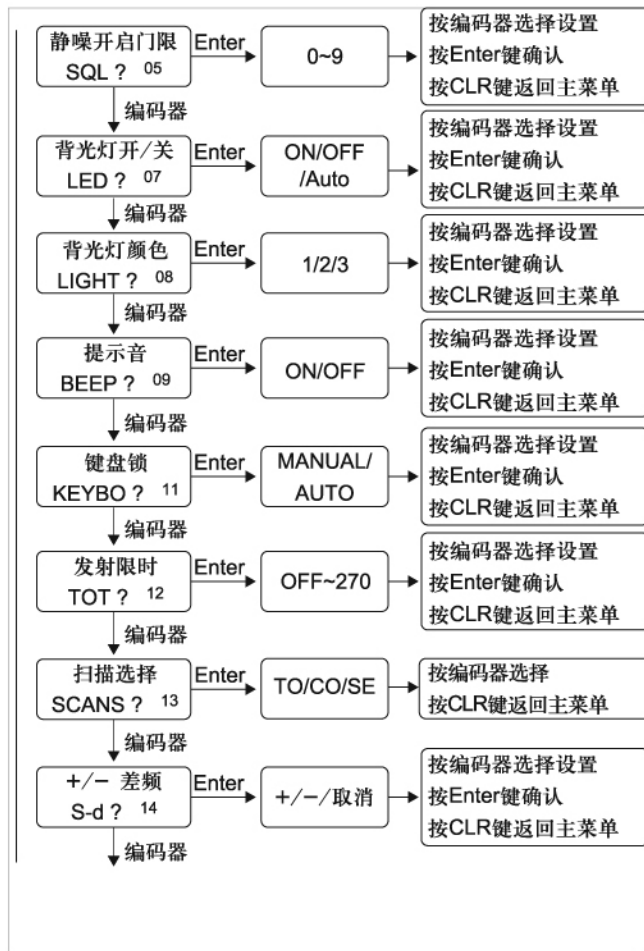 静噪开启门限
SQL ? 05
Enter
0~9
按编码器选择设置
按Enter键确认
按CLR键返回主菜单
编码器
背光灯开/关
LED ? 07
Enter
ON/OFF
/Auto
按编码器选择设置
按Enter键确认
按CLR键返回主菜单
编码器
背光灯颜色
LIGHT ? 08
Enter
1/2/3
按编码器选择设置
按Enter键确认
按CLR键返回主菜单
编码器
提示音
BEEP ? 09
Enter
ON/OFF
按编码器选择设置
按Enter键确认
按CLR键返回主菜单
编码器
键盘锁
KEYBO ? 11
Enter
MANUAL/
AUTO
按编码器选择设置
按Enter键确认
按CLR键返回主菜单
编码器
发射限时
TOT ? 12
Enter
OFF~270
按编码器选择设置
按Enter键确认
按CLR键返回主菜单
编码器
扫描选择
SCANS ? 13
Enter
TO/CO/SE
按编码器选择
按CLR键返回主菜单
编码器
+/− 差频
S-d ? 14
Enter
+/−/取消
按编码器选择设置
按Enter键确认
按CLR键返回主菜单
编码器